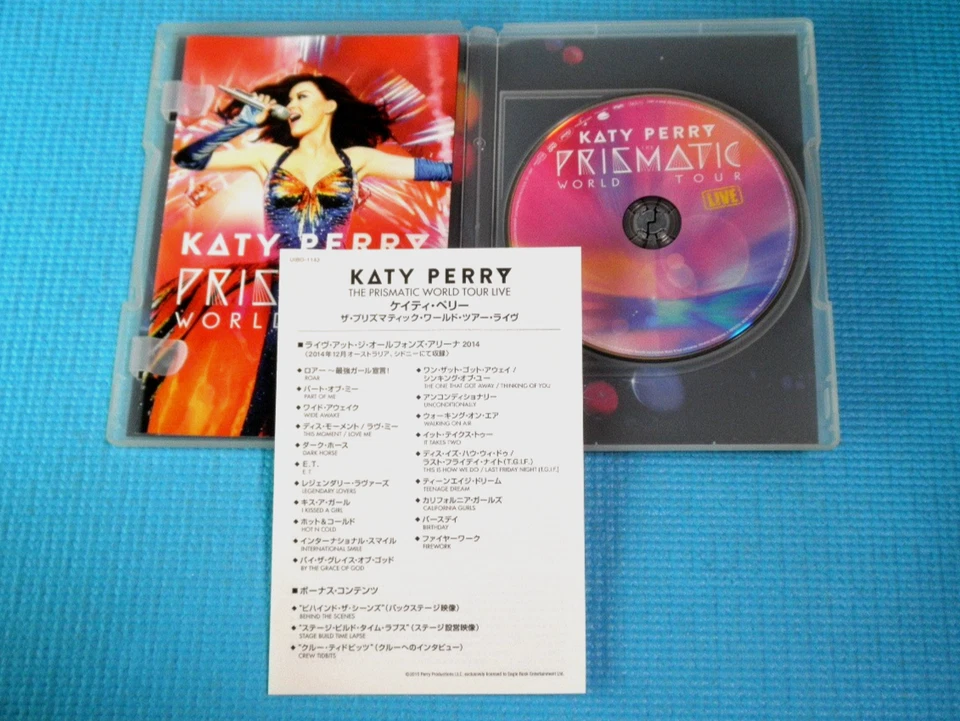 KATY PERRY
PRIS
WORLD
KATY PERRY
THE
PRISMATIC
WORLD TOUR
LIVE
UIBO-1142
KATY PERRY
THE PRISMATIC WORLD TOUR LIVE
ケイティ・ペリー
ザ・プリズマティック・ワールド・ツアー・ライヴ
■ ライヴ・アット・ジ・オールフォンズ・アリーナ 2014
(2014年12月オーストラリア、シドニーにて収録)
◆ ロアー ～最強ガール宣言!
ROAR
◆ パート・オブ・ミー
PART OF ME
◆ ワイド・アウェイク
WIDE AWAKE
◆ ディス・モーメント / ラヴ・ミー
THIS MOMENT / LOVE ME
◆ ダーク・ホース
DARK HORSE
◆ E.T.
E.T.
◆ レジェンダリー・ラヴァーズ
LEGENDARY LOVERS
◆ キス・ア・ガール
I KISSED A GIRL
◆ ホット&コールド
HOT N COLD
◆ インターナショナル・スマイル
INTERNATIONAL SMILE
◆ バイ・ザ・グレイス・オブ・ゴッド
BY THE GRACE OF GOD
◆ ワン・ザット・ゴット・アウェイ /
シンキング・オブ・ユー
THE ONE THAT GOT AWAY / THINKING OF YOU
◆ アンコンディショナリー
UNCONDITIONALLY
◆ ウォーキング・オン・エア
WALKING ON AIR
◆ イット・テイクス・トゥー
IT TAKES TWO
◆ ディス・イズ・ハウ・ウィ・ドゥ /
ラスト・フライデイ・ナイト(T.G.I.F.)
THIS IS HOW WE DO / LAST FRIDAY NIGHT (T.G.I.F.)
◆ ティーンエイジ・ドリーム
TEENAGE DREAM
◆ カリフォルニア・ガールズ
CALIFORNIA GURLS
◆ バースデイ
BIRTHDAY
◆ ファイヤーワーク
FIREWORK
■ ボーナス・コンテンツ
◆ "ビハインド・ザ・シーンズ"(バックステージ映像)
BEHIND THE SCENES
◆ "ステージ・ビルド・タイム・ラプス"(ステージ設営映像)
STAGE BUILD TIME LAPSE
◆ "クルー・ティドビッツ"(クルーへのインタビュー)
CREW TIDBITS
©2015 Perry Productions LLC, exclusively licensed to Eagle Rock Entertainment Ltd.